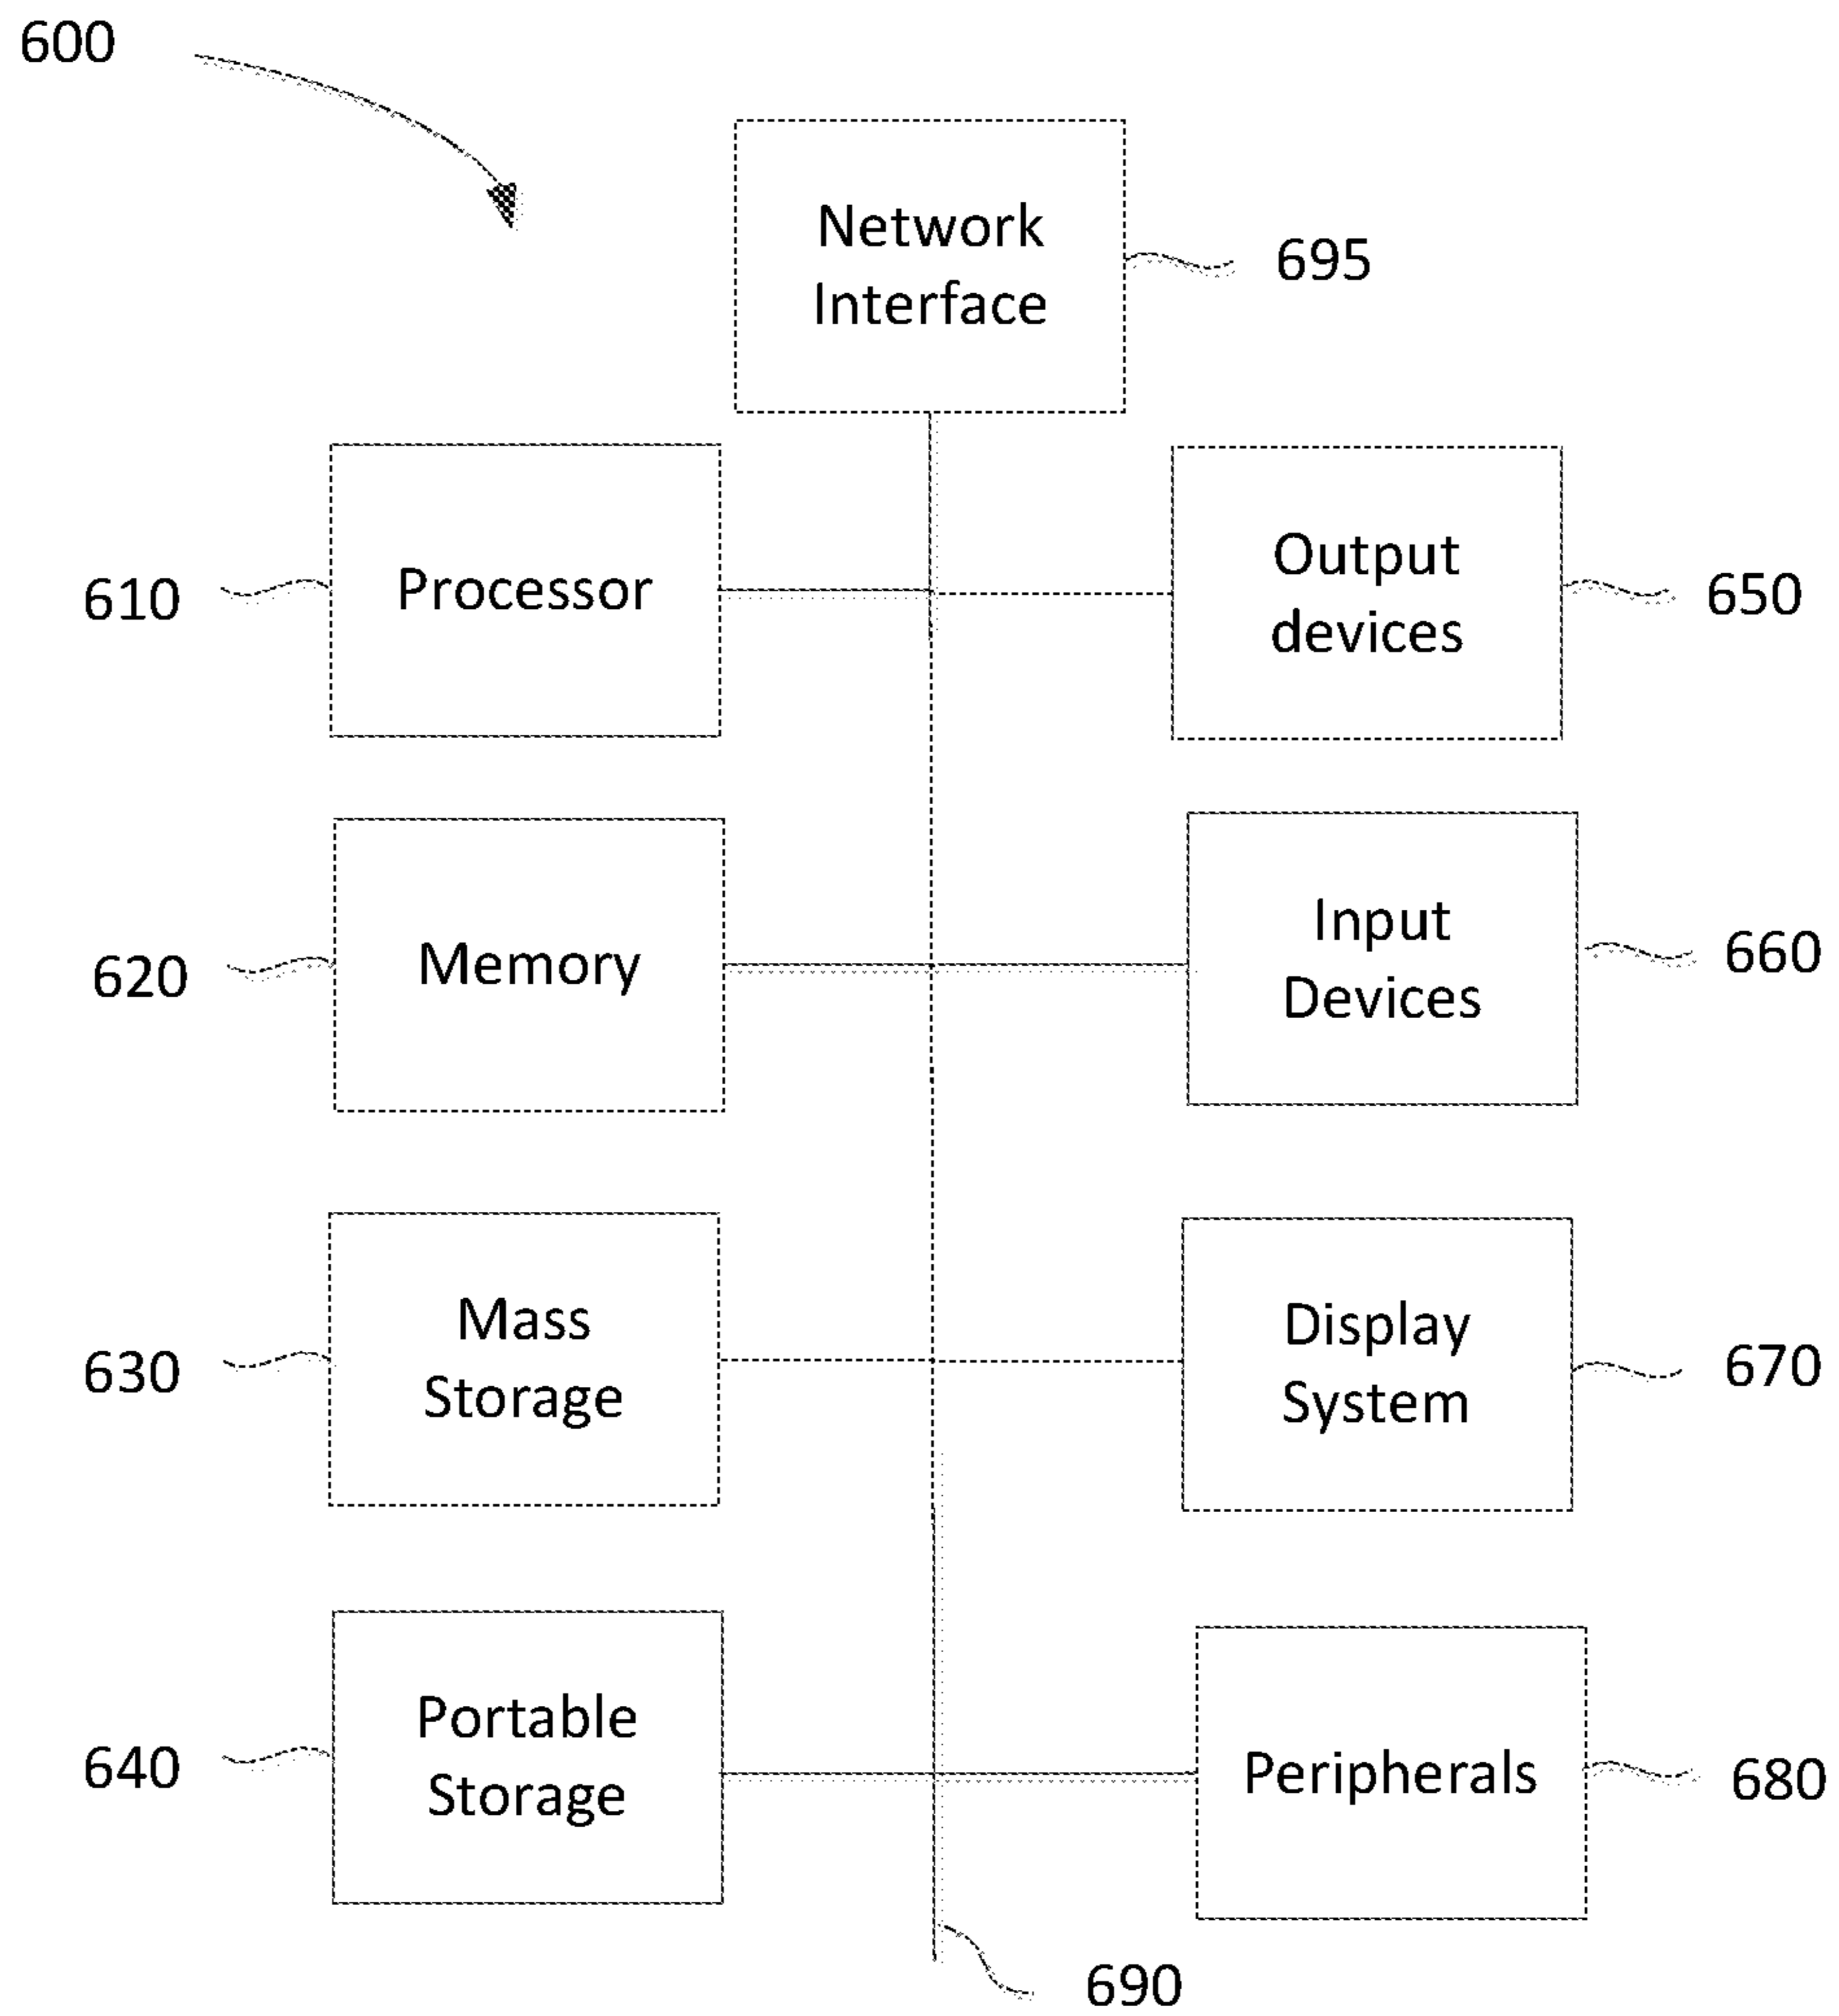 600
Network
Interface
695
610
Processor
Output
devices
650
620
Memory
Input
Devices
660
630
Mass
Storage
Display
System
670
640
Portable
Storage
Peripherals
680
690